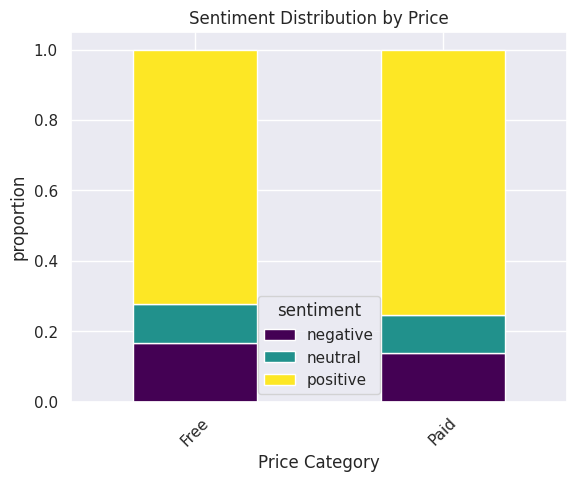 Sentiment Distribution by Price
1.0
0.8
0.6
0.4
0.2
0.0
proportion
sentiment
negative
neutral
positive
Free
Paid
Price Category